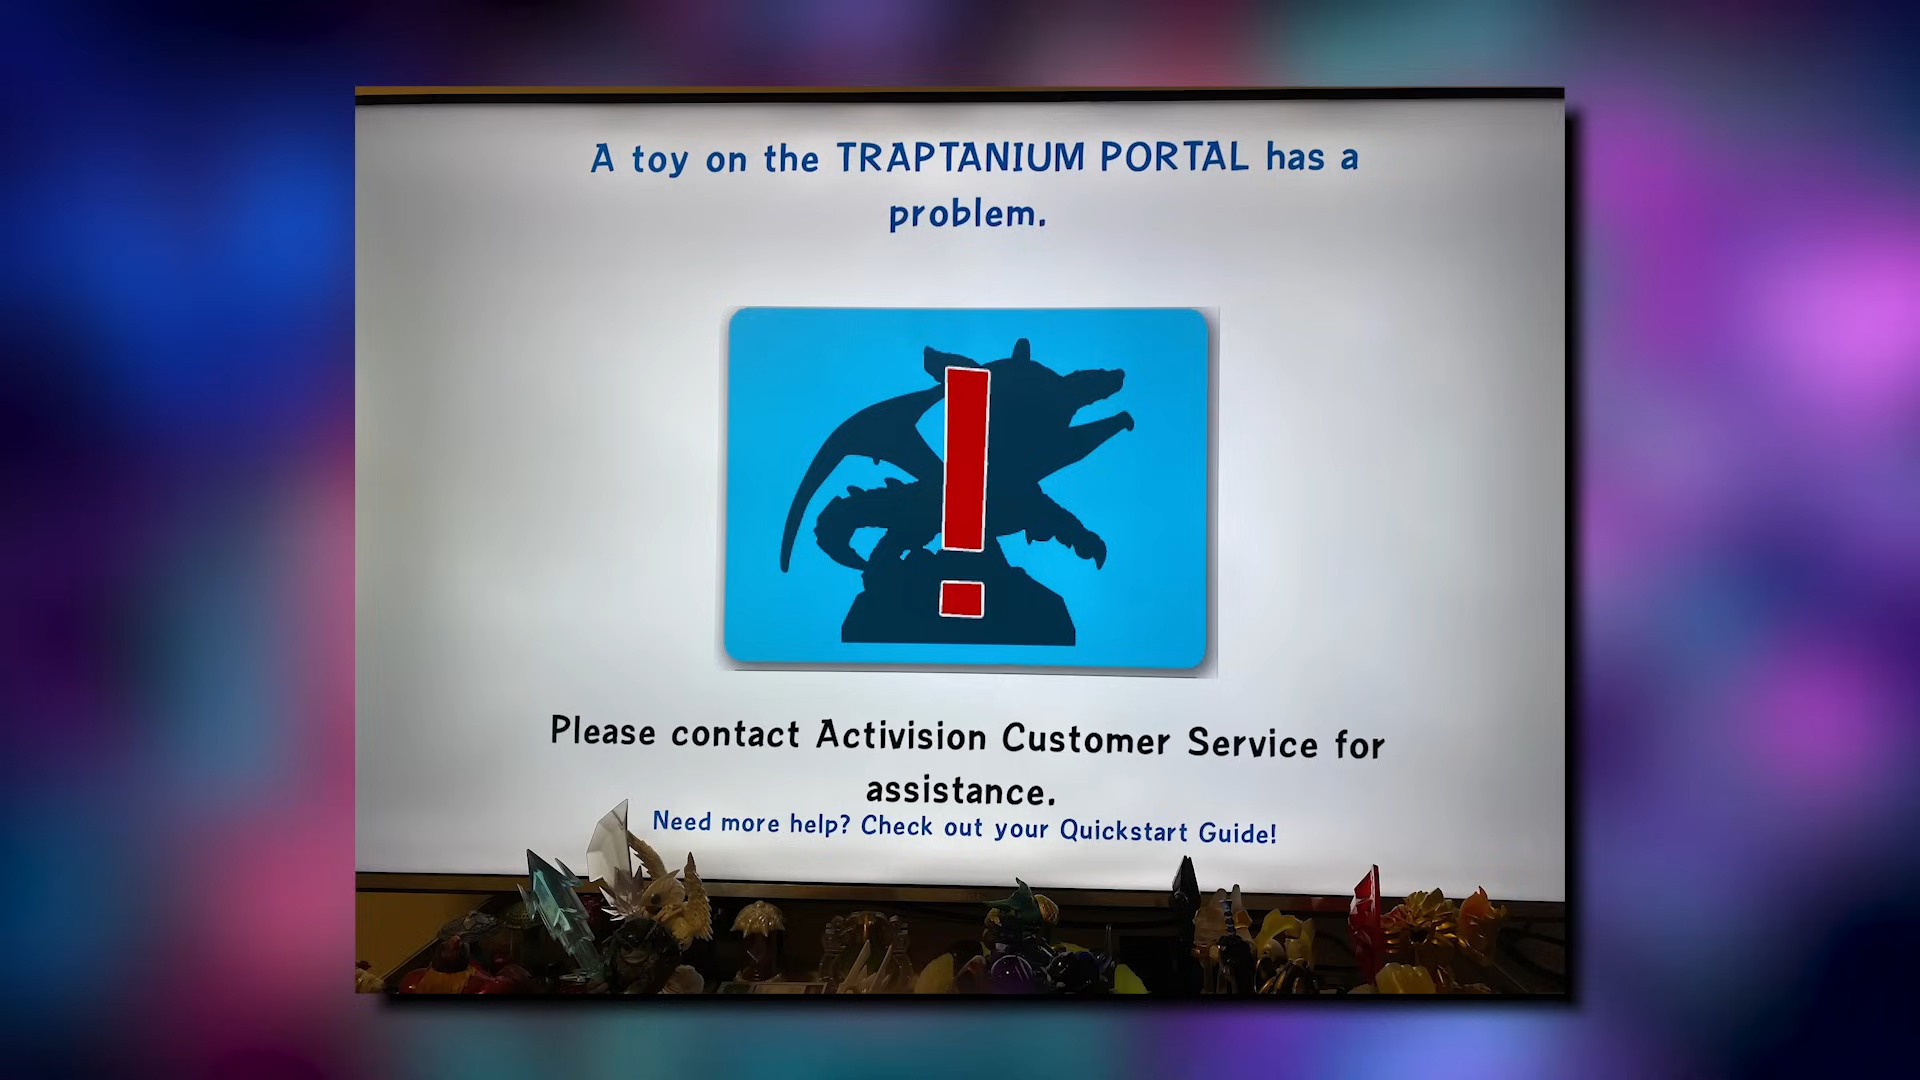 A toy on the TRAPTANIUM PORTAL has a
problem.
Please contact Activision Customer Service for
assistance.
Need more help? Check out your Quickstart Guide!